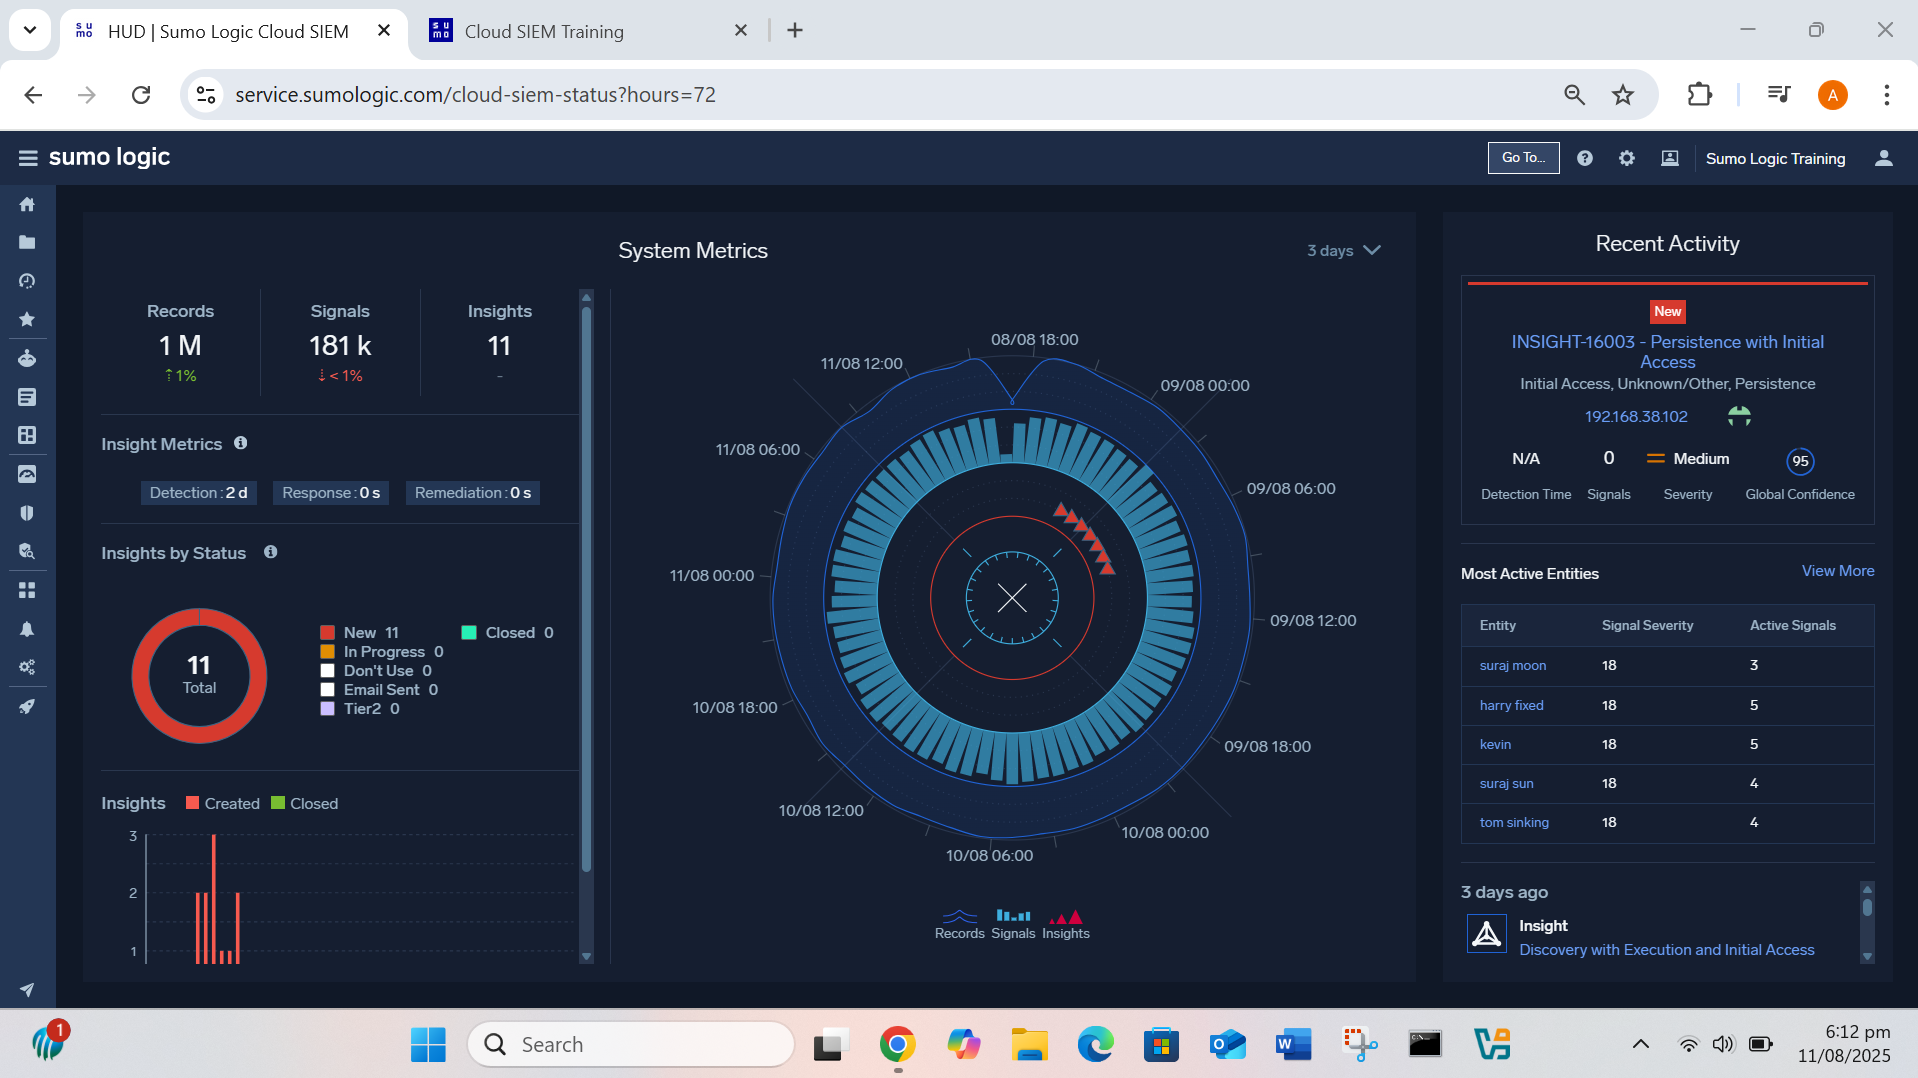 HUD | Sumo Logic Cloud SIEM
Cloud SIEM Training
service.sumologic.com/cloud-siem-status?hours=72
A
sumo logic
Go To...
Sumo Logic Training
System Metrics
3 days
Records
1 M
1%
Signals
181 k
< 1%
Insights
11
-
Insight Metrics
Detection : 2 d
Response : 0 s
Remediation : 0 s
Insights by Status
11
Total
New 11
In Progress 0
Don't Use 0
Email Sent 0
Tier2 0
Closed 0
Insights
Created
Closed
3
2
1
08/08 18:00
09/08 00:00
09/08 06:00
09/08 12:00
09/08 18:00
10/08 00:00
10/08 06:00
10/08 12:00
10/08 18:00
11/08 00:00
11/08 06:00
11/08 12:00
Records
Signals
Insights
Recent Activity
New
INSIGHT-16003 - Persistence with Initial
Access
Initial Access, Unknown/Other, Persistence
192.168.38.102
N/A
Detection Time
0
Signals
Medium
Severity
95
Global Confidence
Most Active Entities
View More
Entity Signal Severity Active Signals
suraj moon 18 3
harry fixed 18 5
kevin 18 5
suraj sun 18 4
tom sinking 18 4
3 days ago
Insight
Discovery with Execution and Initial Access
1
Search
6:12 pm
11/08/2025